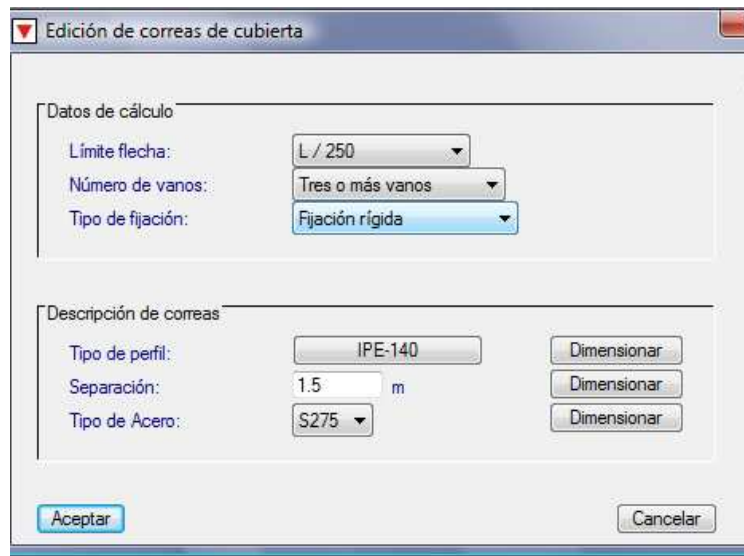 Edición de correas de cubierta
Datos de cálculo
Límite flecha: L / 250
Número de vanos: Tres o más vanos
Tipo de fijación: Fijación rígida
Descripción de correas
Tipo de perfil: IPE-140 Dimensionar
Separación: 1.5 m Dimensionar
Tipo de Acero: S275 Dimensionar
Aceptar Cancelar